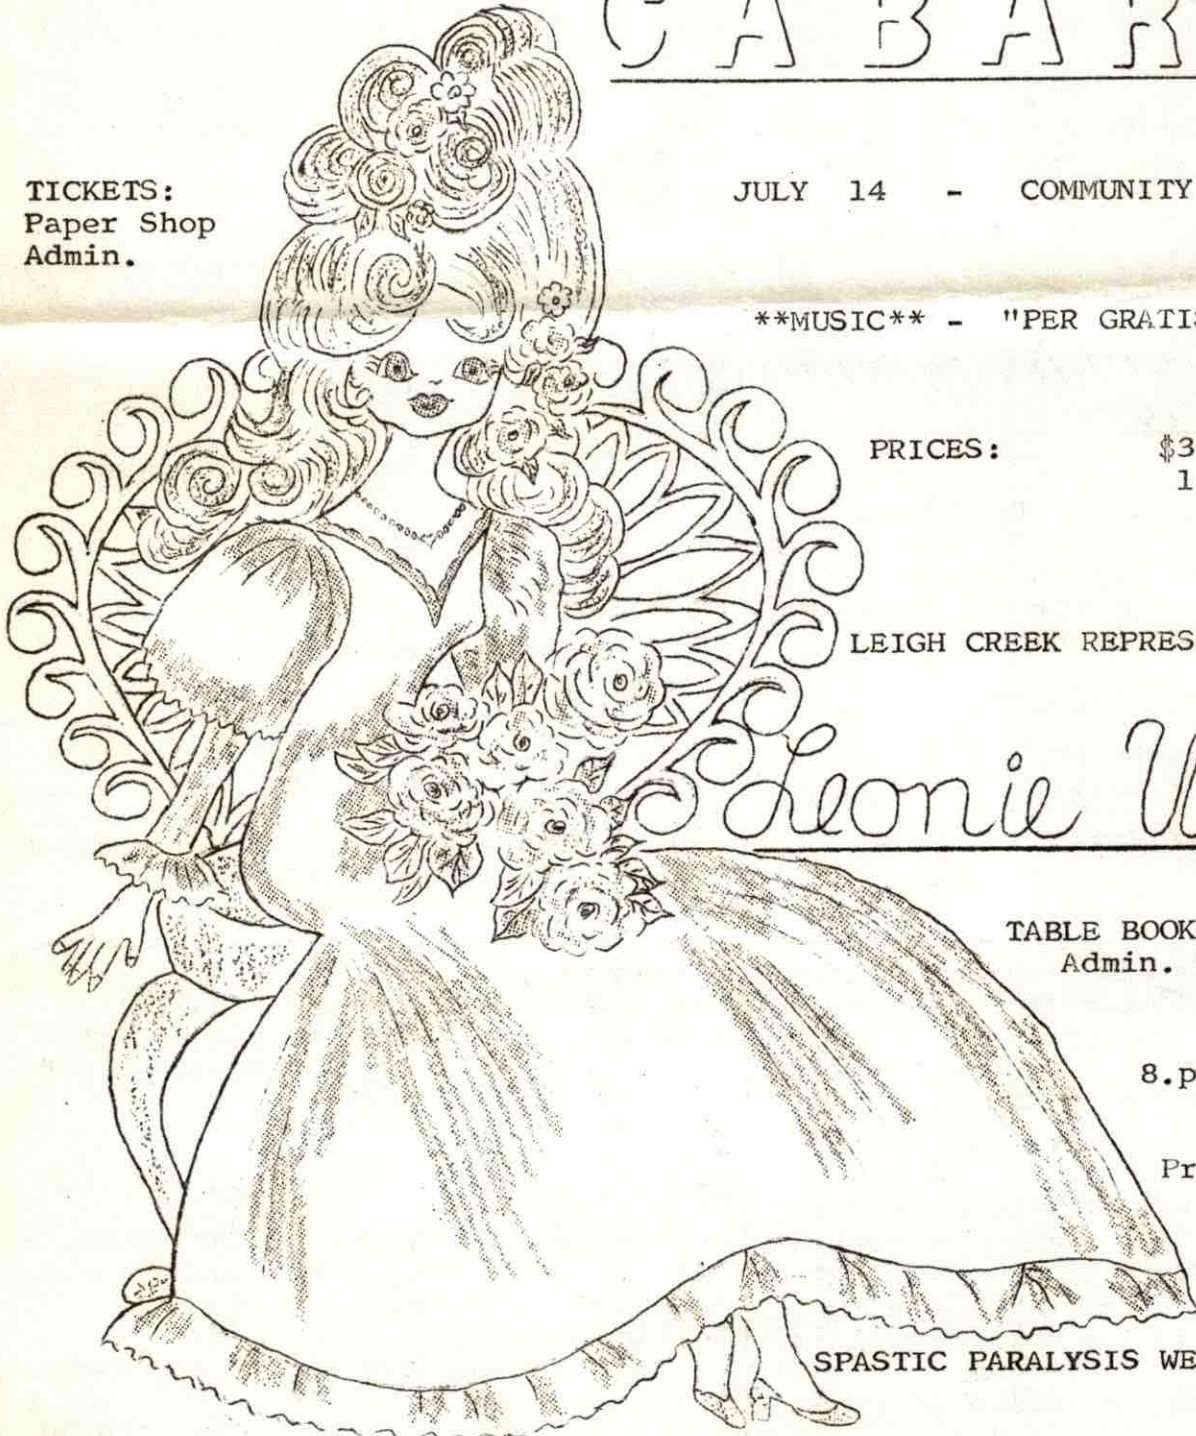 CABAR
TICKETS:
Paper Shop
Admin.
JULY 14 - COMMUNITY
**MUSIC** - "PER GRATIS
PRICES: $3
1
LEIGH CREEK REPRES
Leonie W
TABLE BOOK
Admin.
8.p
Pr
SPASTIC PARALYSIS WE